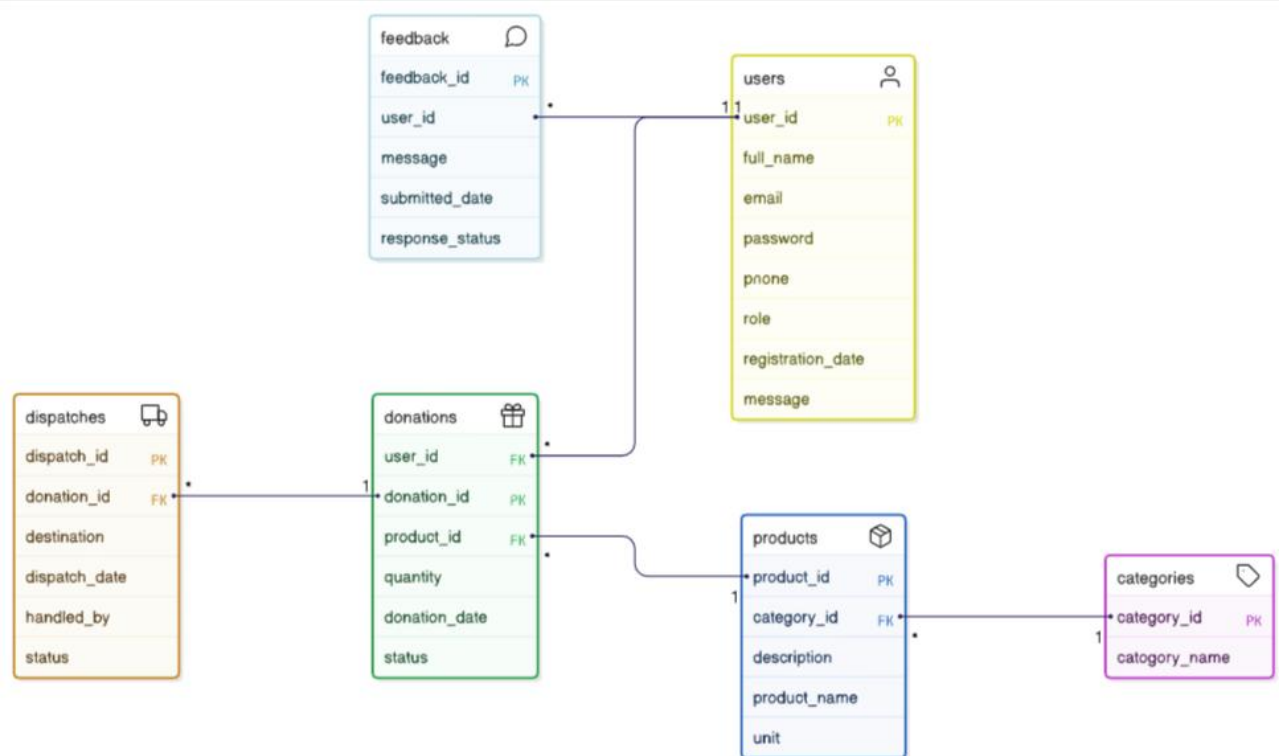 feedback
feedback_id PK
user_id
message
submitted_date
response_status
*
1 1
users
user_id PK
full_name
email
password
pnone
role
registration_date
message
dispatches
dispatch_id PK
donation_id FK
destination
dispatch_date
handled_by
status
*
1
donations
user_id FK
donation_id PK
product_id FK
quantity
donation_date
status
*
*
1
products
product_id PK
category_id FK
description
product_name
unit
*
1
categories
category_id PK
catogory_name